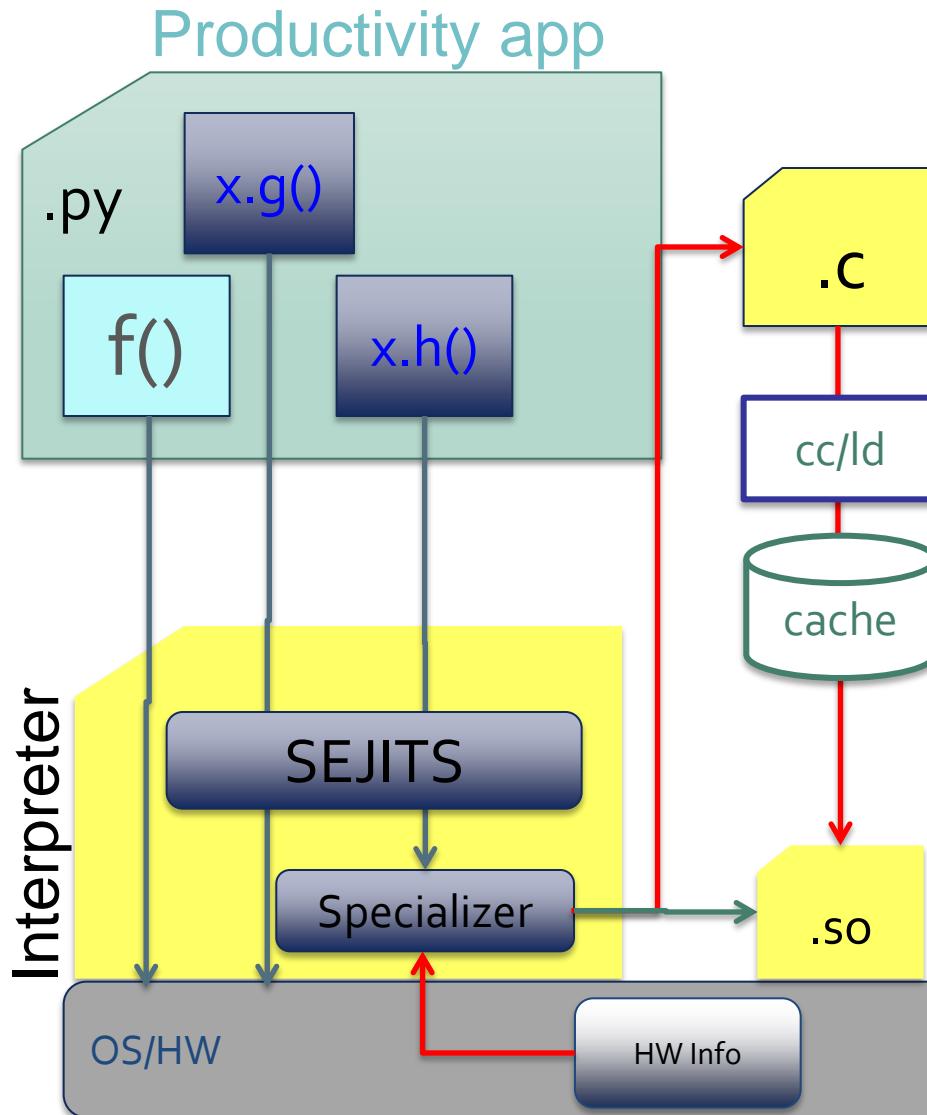 Productivity app
.py
x.g()
f()
x.h()
.c
cc/ld
cache
Interpreter
SEJITS
Specializer
.so
OS/HW
HW Info